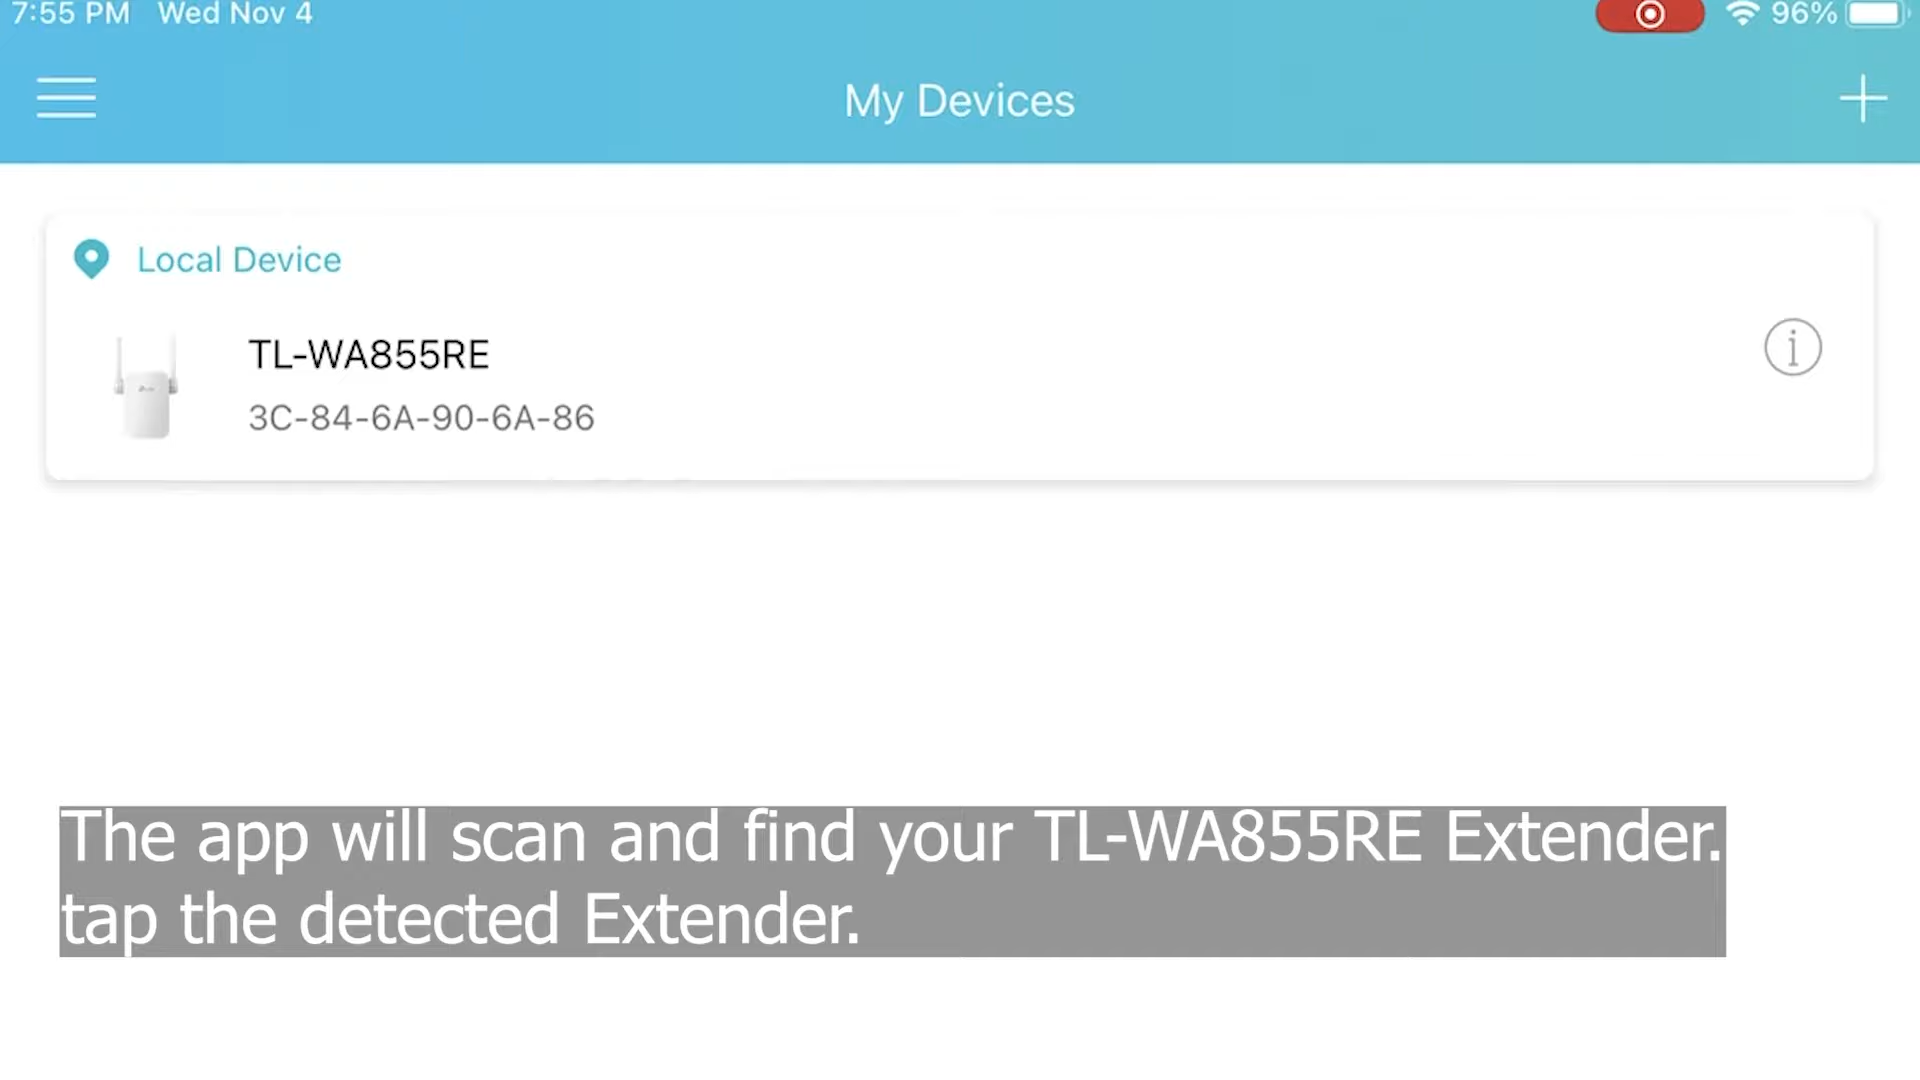 7:55 PM Wed Nov 4
96%
My Devices
Local Device
TL-WA855RE
3C-84-6A-90-6A-86
The app will scan and find your TL-WA855RE Extender.
tap the detected Extender.